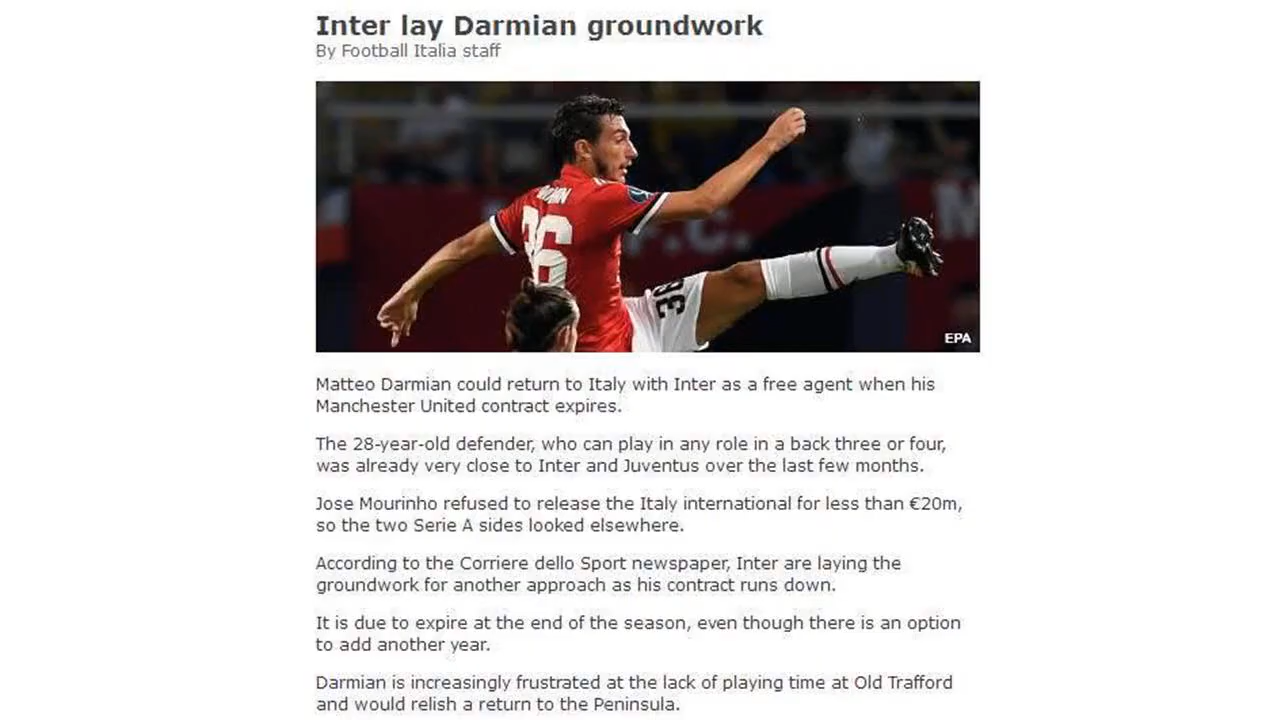 Inter lay Darmian groundwork
By Football Italia staff
36
36
F.C.
M
EPA
Matteo Darmian could return to Italy with Inter as a free agent when his
Manchester United contract expires.
The 28-year-old defender, who can play in any role in a back three or four,
was already very close to Inter and Juventus over the last few months.
Jose Mourinho refused to release the Italy international for less than €20m,
so the two Serie A sides looked elsewhere.
According to the Corriere dello Sport newspaper, Inter are laying the
groundwork for another approach as his contract runs down.
It is due to expire at the end of the season, even though there is an option
to add another year.
Darmian is increasingly frustrated at the lack of playing time at Old Trafford
and would relish a return to the Peninsula.